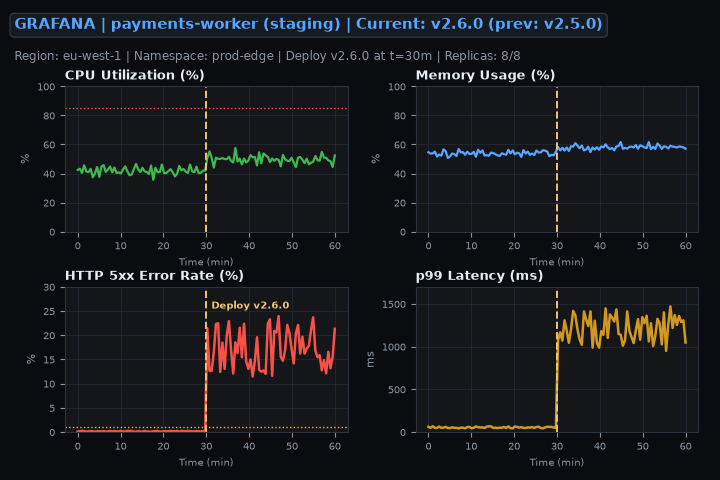 GRAFANA | payments-worker (staging) | Current: v2.6.0 (prev: v2.5.0)
Region: eu-west-1 | Namespace: prod-edge | Deploy v2.6.0 at t=30m | Replicas: 8/8
CPU Utilization (%)
100
80
60
40
20
0
%
0 10 20 30 40 50 60
Time (min)
Memory Usage (%)
100
80
60
40
20
0
%
0 10 20 30 40 50 60
Time (min)
HTTP 5xx Error Rate (%)
30
25
20
15
10
5
0
%
Deploy v2.6.0
0 10 20 30 40 50 60
Time (min)
p99 Latency (ms)
1500
1000
500
0
ms
0 10 20 30 40 50 60
Time (min)